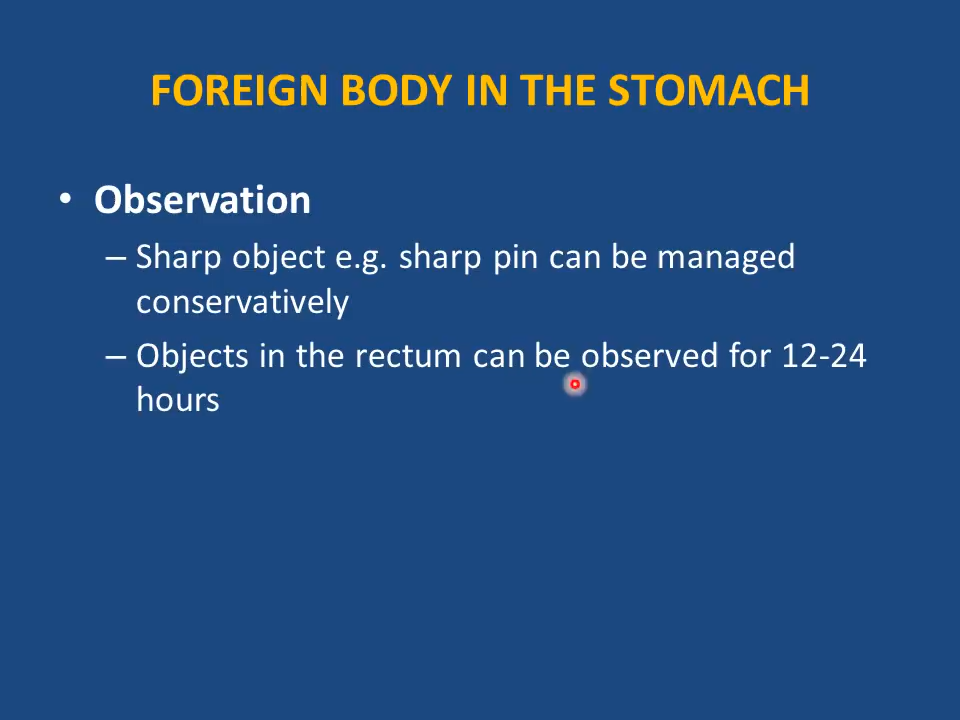 FOREIGN BODY IN THE STOMACH
• Observation
– Sharp object e.g. sharp pin can be managed
conservatively
– Objects in the rectum can be observed for 12-24
hours